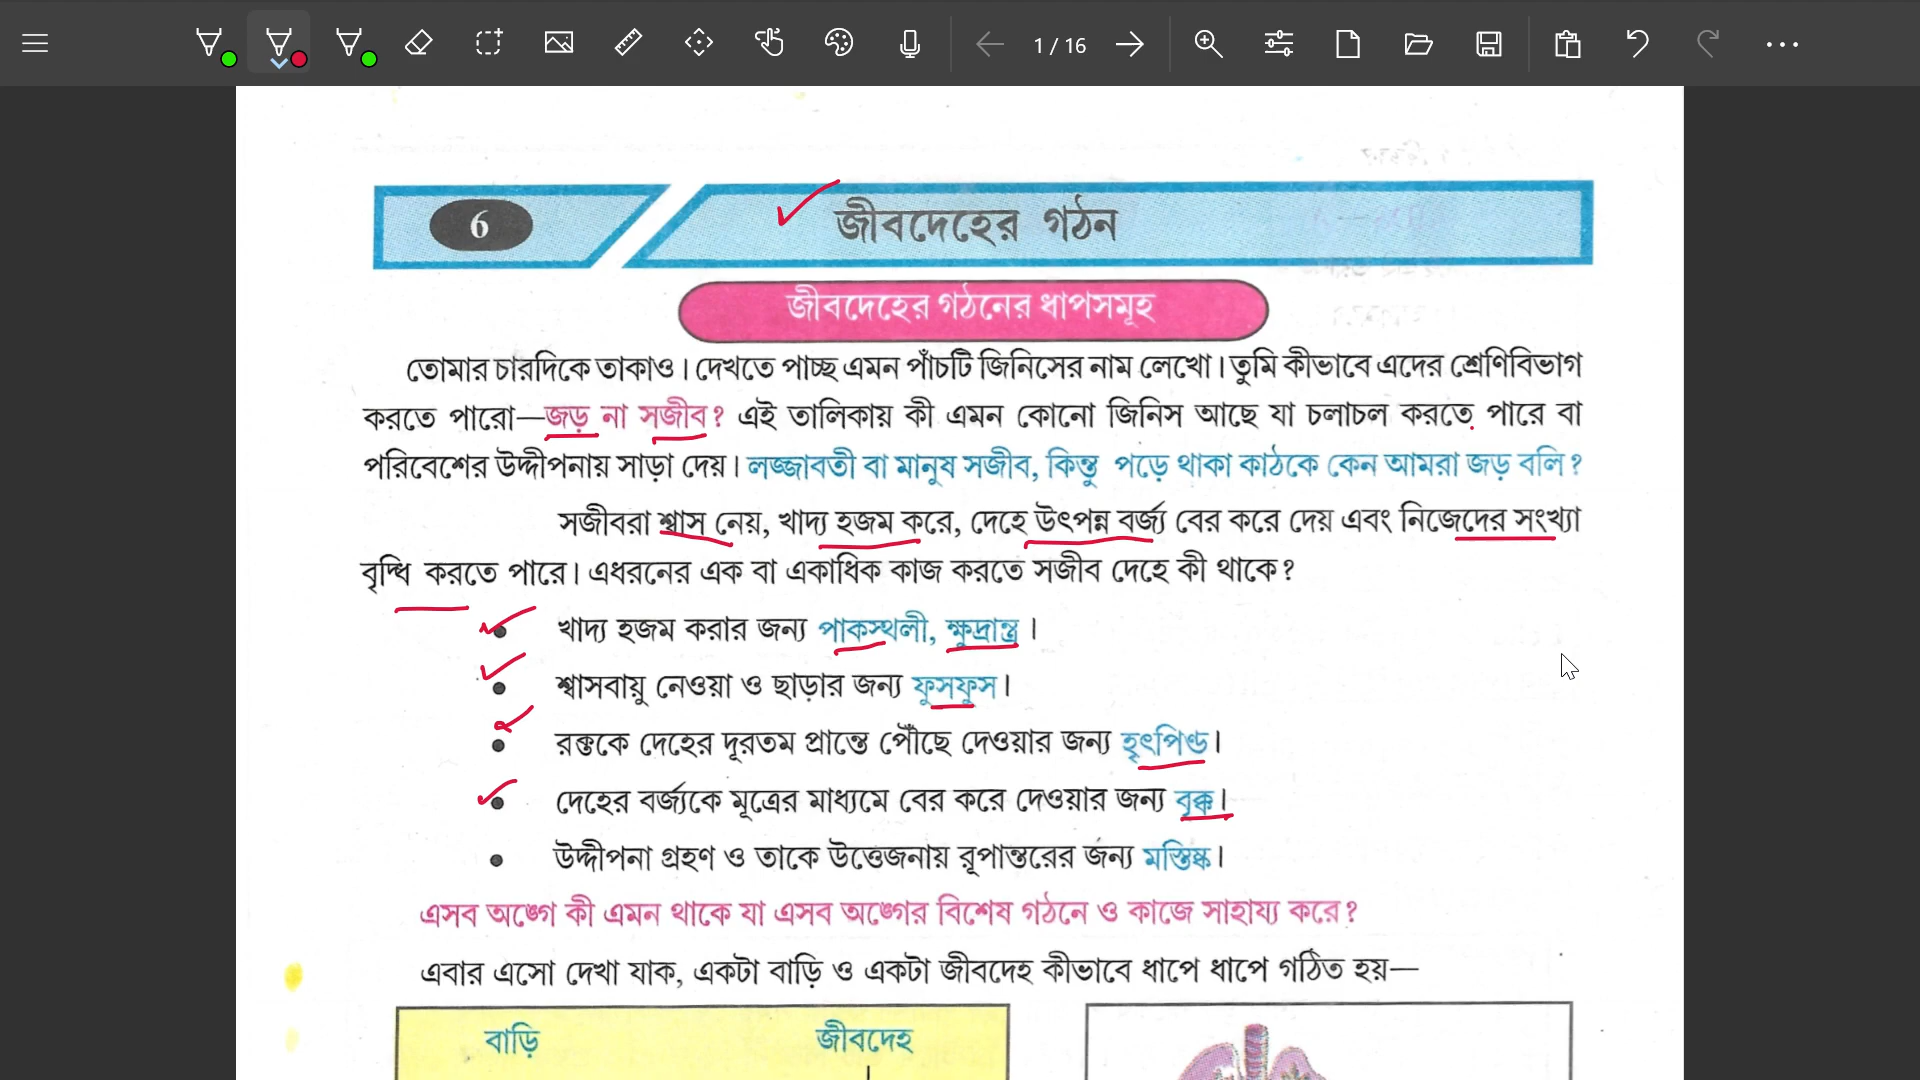 1 / 16
6
জীবদেহের গঠন
জীবদেহের গঠনের ধাপসমূহ
তোমার চারদিকে তাকাও। দেখতে পাচ্ছ এমন পাঁচটি জিনিসের নাম লেখো। তুমি কীভাবে এদের শ্রেণিবিভাগ
করতে পারো—জড় না সজীব? এই তালিকায় কী এমন কোনো জিনিস আছে যা চলাচল করতে পারে বা
পরিবেশের উদ্দীপনায় সাড়া দেয়। লজ্জাবতী বা মানুষ সজীব, কিন্তু পড়ে থাকা কাঠকে কেন আমরা জড় বলি?
সজীবরা শ্বাস নেয়, খাদ্য হজম করে, দেহে উৎপন্ন বর্জ্য বের করে দেয় এবং নিজেদের সংখ্যা
বৃদ্ধি করতে পারে। এধরনের এক বা একাধিক কাজ করতে সজীব দেহে কী থাকে?
● খাদ্য হজম করার জন্য পাকস্থলী, ক্ষুদ্রান্ত্র।
● শ্বাসবায়ু নেওয়া ও ছাড়ার জন্য ফুসফুস।
● রক্তকে দেহের দূরতম প্রান্তে পৌঁছে দেওয়ার জন্য হৃৎপিণ্ড।
● দেহের বর্জ্যকে মূত্রের মাধ্যমে বের করে দেওয়ার জন্য বৃক্ক।
● উদ্দীপনা গ্রহণ ও তাকে উত্তেজনায় রূপান্তরের জন্য মস্তিষ্ক।
এসব অঙ্গে কী এমন থাকে যা এসব অঙ্গের বিশেষ গঠনে ও কাজে সাহায্য করে?
এবার এসো দেখা যাক, একটা বাড়ি ও একটা জীবদেহ কীভাবে ধাপে ধাপে গঠিত হয়—
বাড়ি জীবদেহ